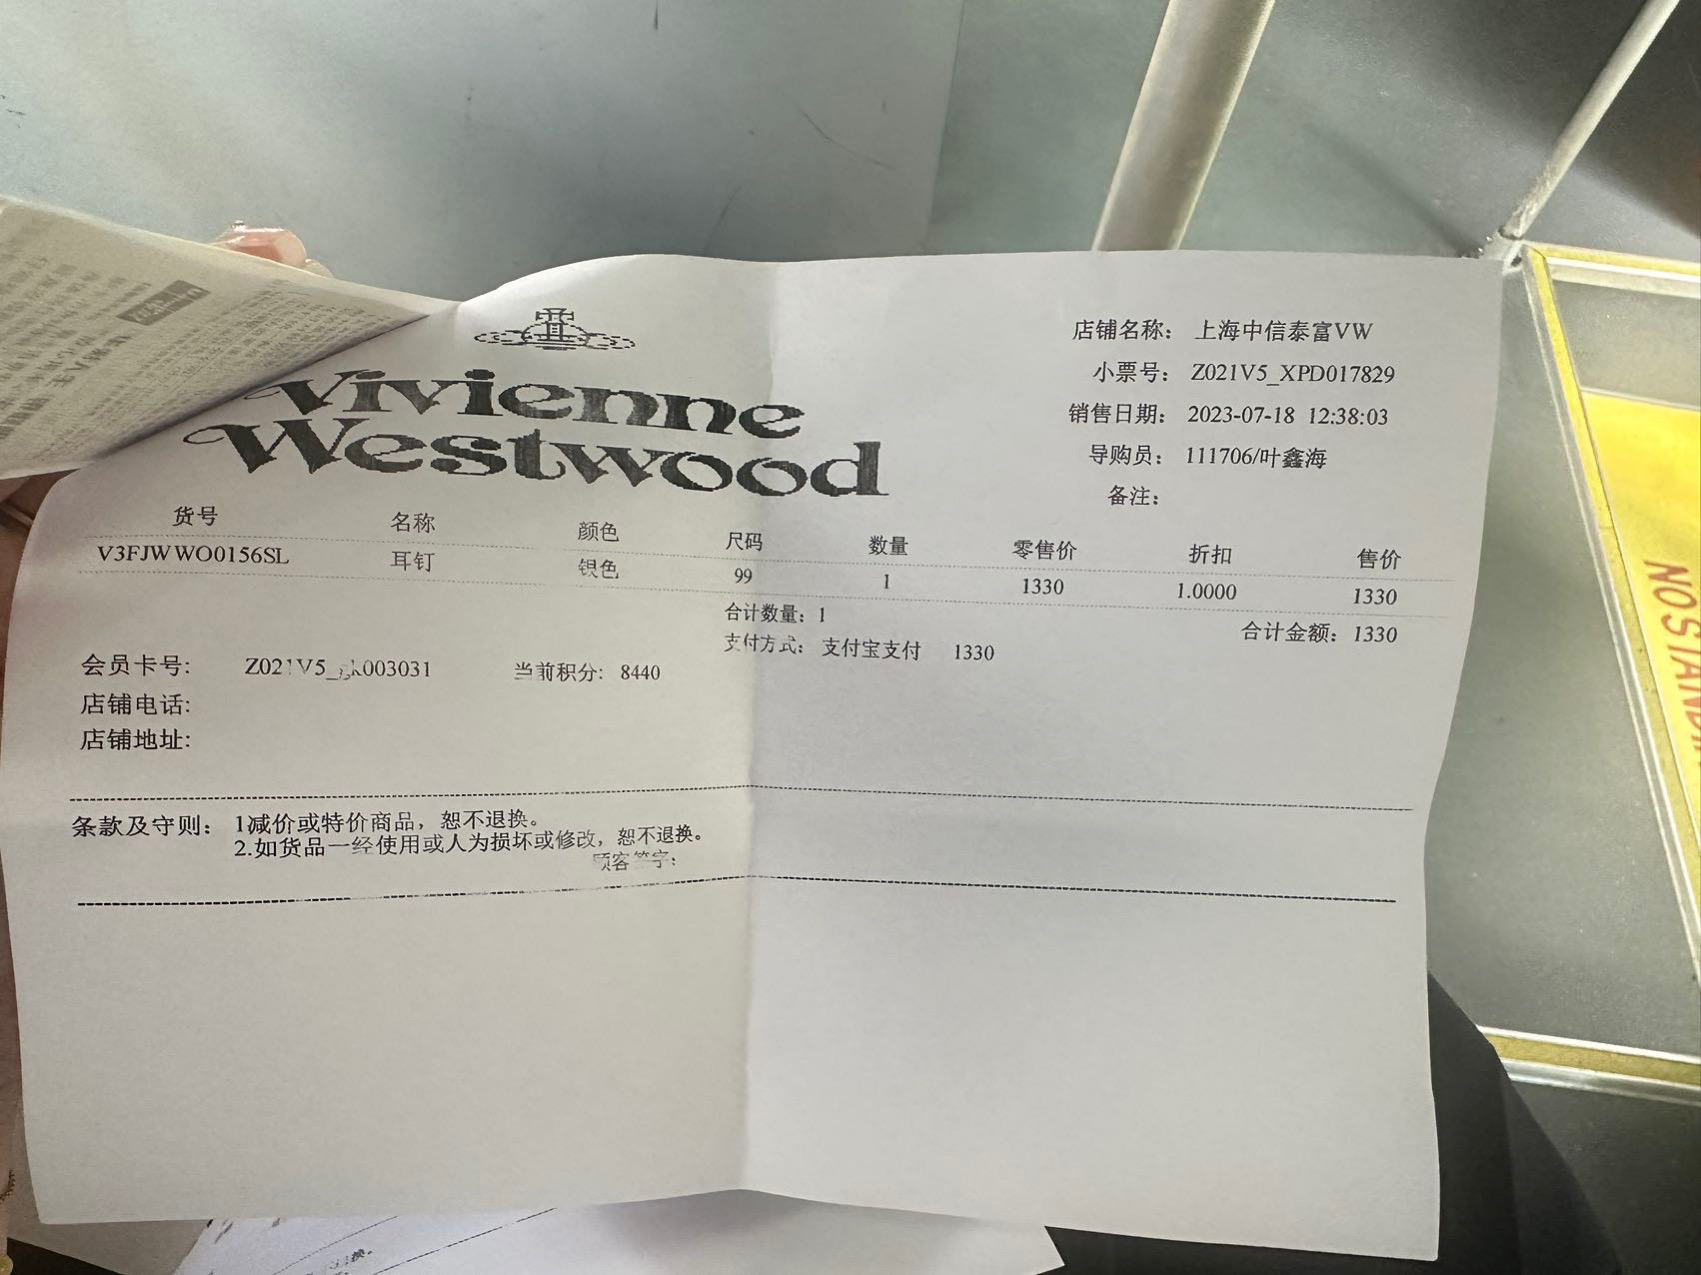 Vivienne
Westwood
店铺名称： 上海中信泰富VW
小票号： Z021V5_XPD017829
销售日期： 2023-07-18 12:38:03
导购员： 111706/叶鑫海
备注：
货号 名称 颜色 尺码 数量 零售价 折扣 售价
V3FJWWO0156SL 耳钉 银色 99 1 1330 1.0000 1330
合计数量：1 合计金额：1330
支付方式： 支付宝支付 1330
会员卡号: 当前积分: 8440
店铺电话:
店铺地址:
条款及守则： 1减价或特价商品，恕不退换。
2.如货品一经使用或人为损坏或修改，恕不退换。
顾客签字：
NO STANDI